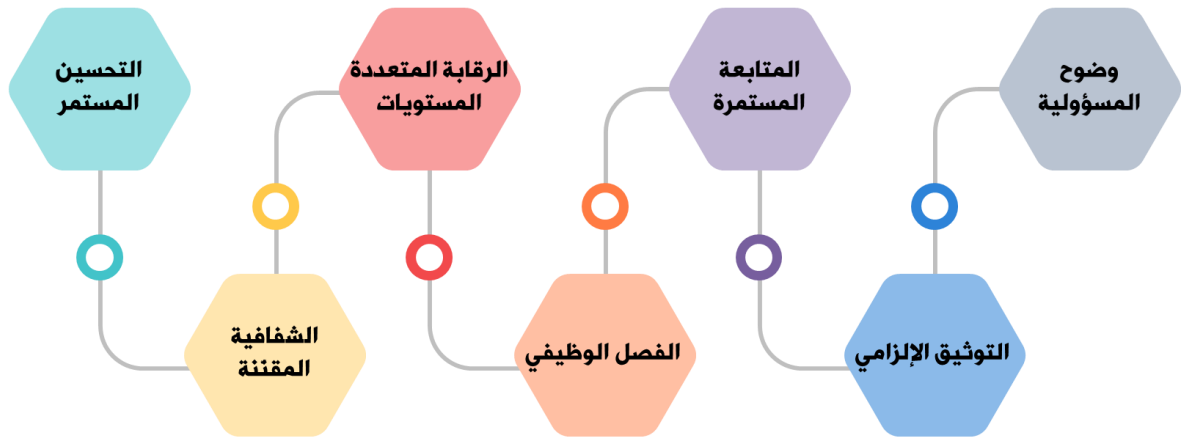 وضوح
المسؤولية
التوثيق الإلزامي
المتابعة
المستمرة
الفصل الوظيفي
الرقابة المتعددة
المستويات
الشفافية
المقننة
التحسين
المستمر